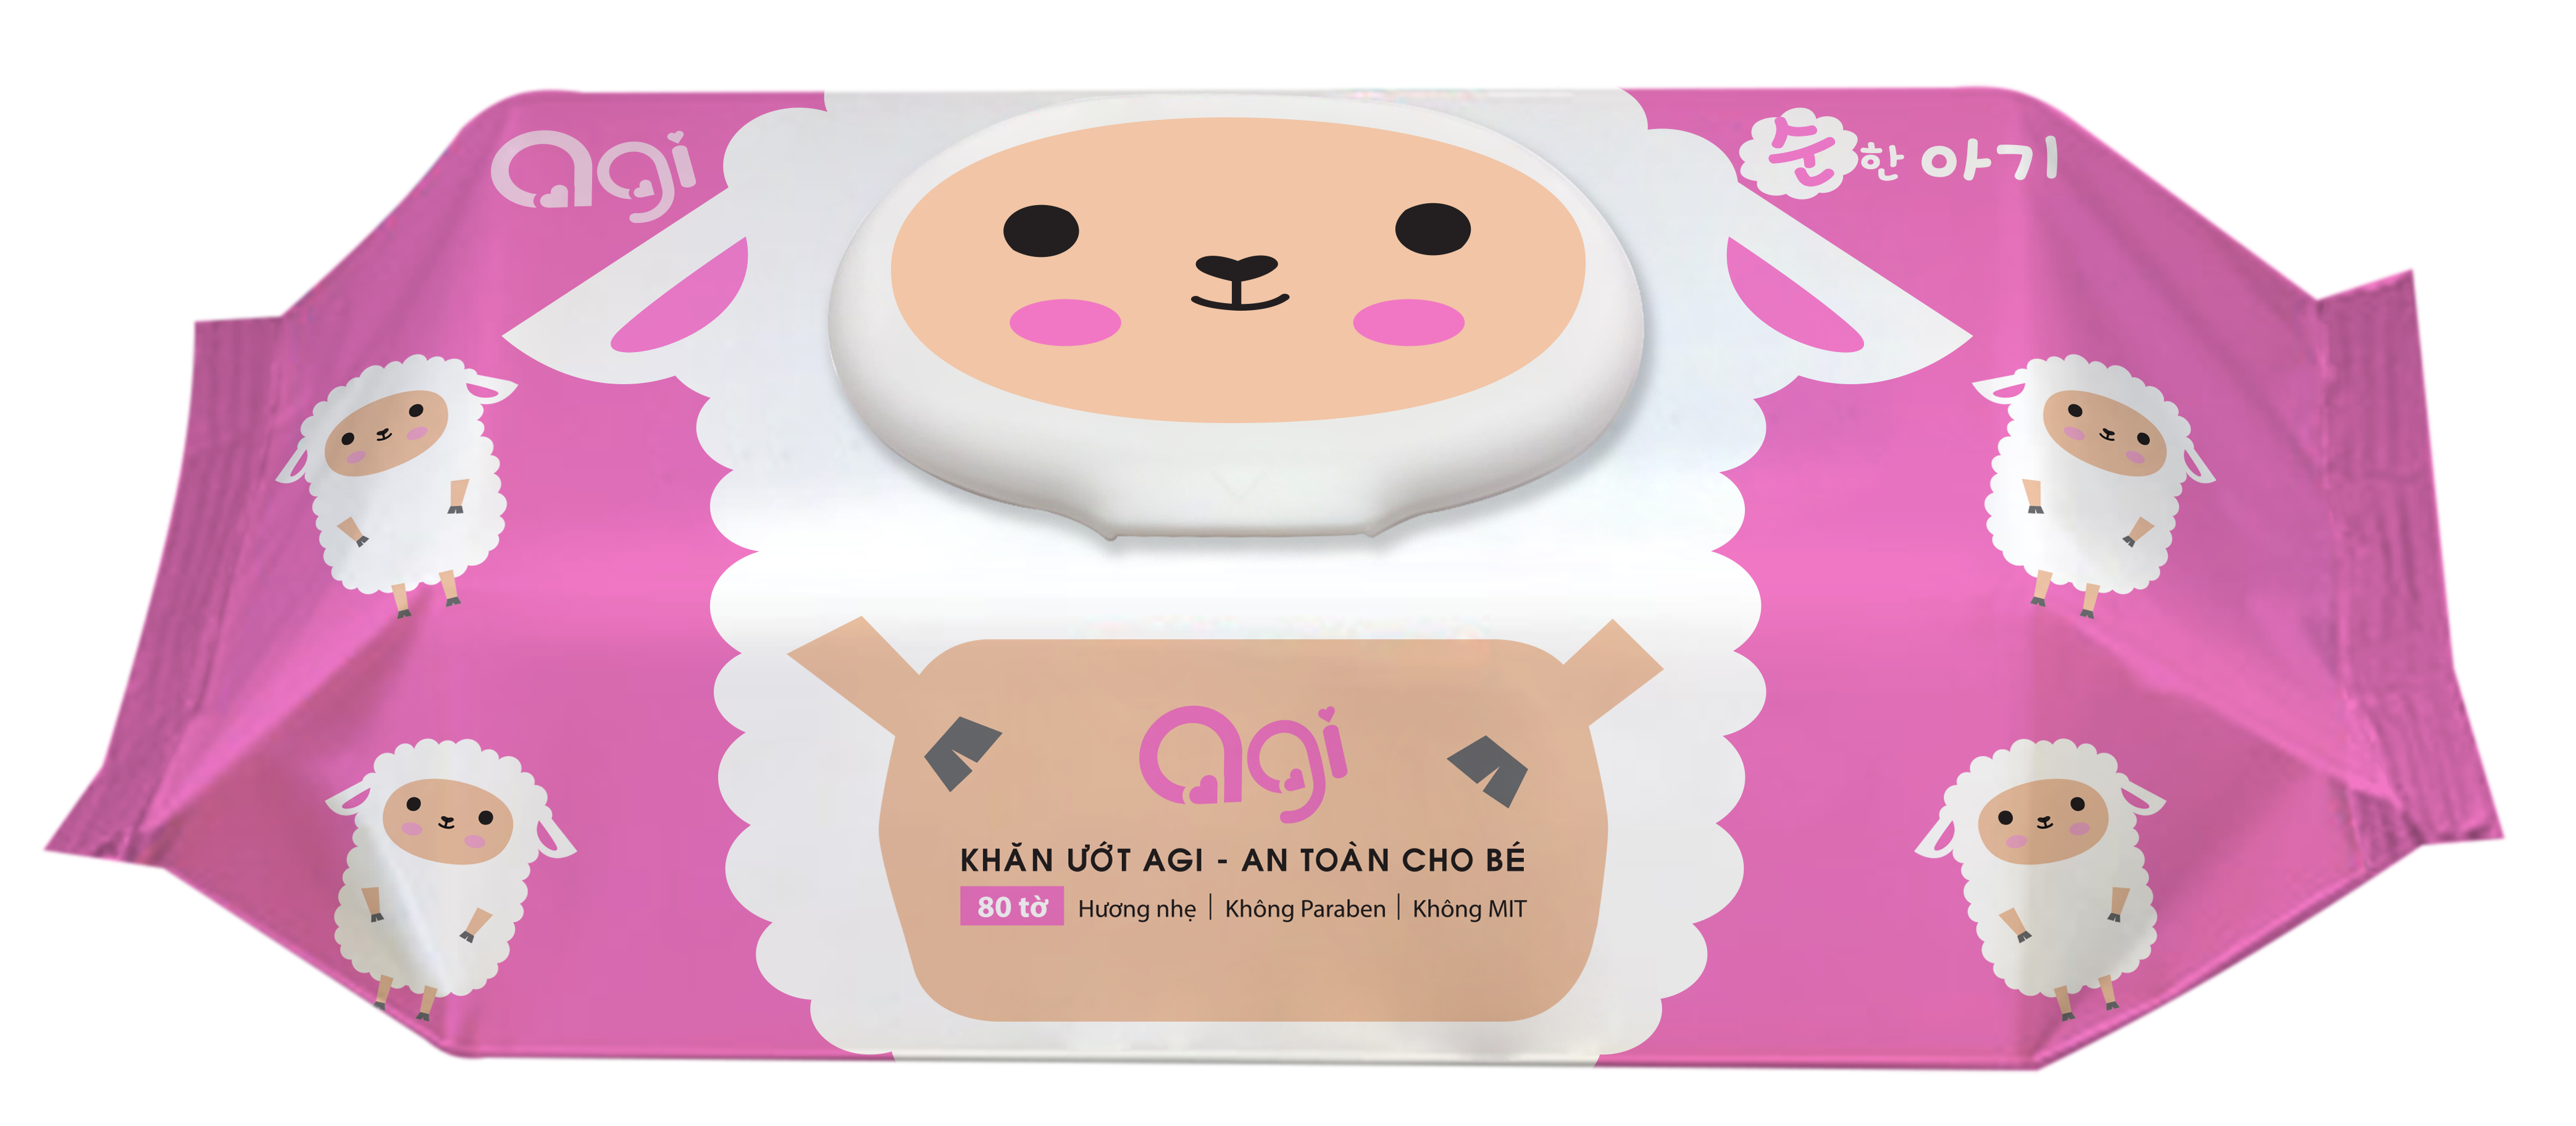 agi
순한 아기
agi
KHĂN ƯỚT AGI - AN TOÀN CHO BÉ
80 tờ Hương nhẹ | Không Paraben | Không MIT